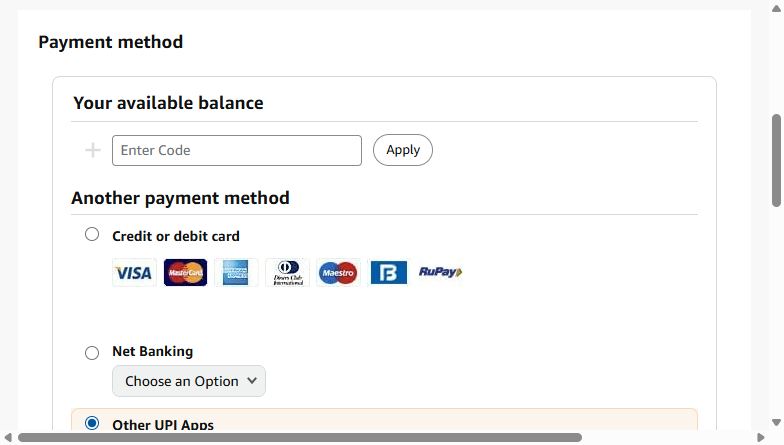 Payment method
Your available balance
Enter Code
Apply
Another payment method
Credit or debit card
VISA MasterCard AMERICAN EXPRESS Diners Club International Maestro B RuPay
Net Banking
Choose an Option
Other UPI Apps